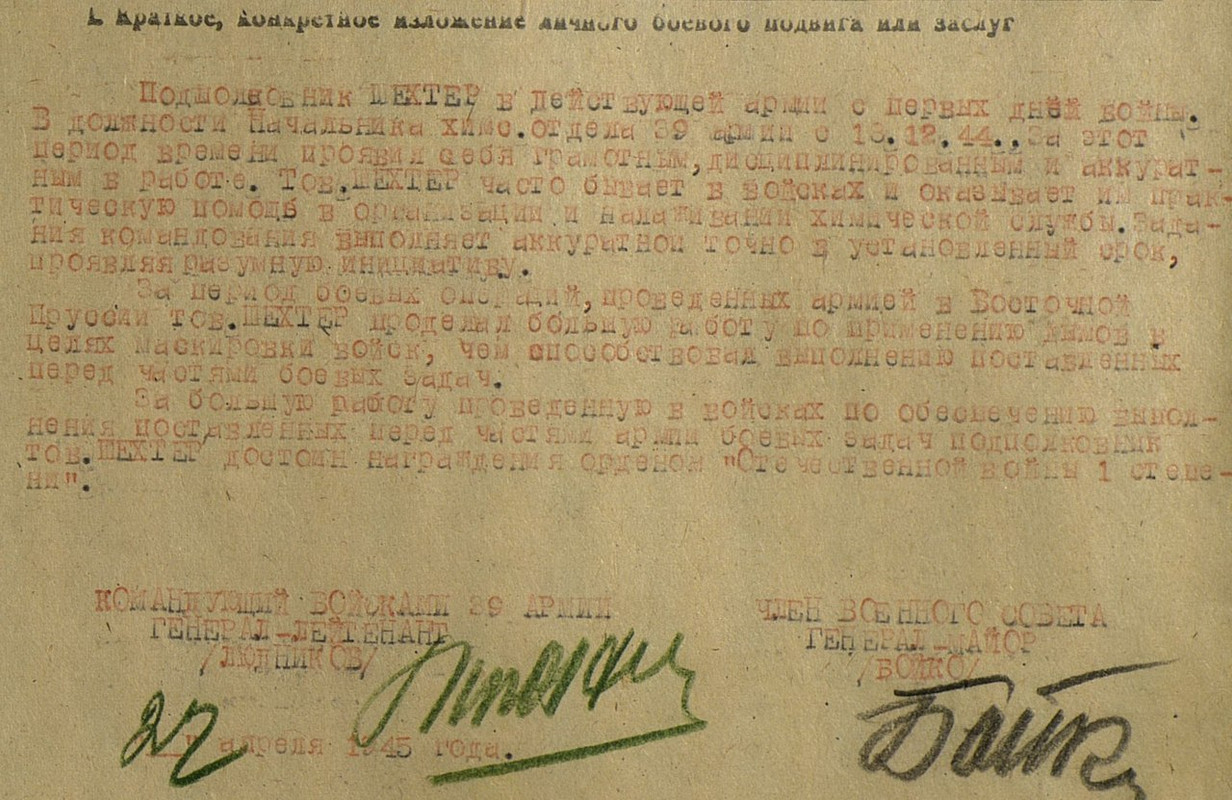 I. Краткое, конкретное изложение личного боевого подвига или заслуг
Подполковник ШЕХТЕР в действующей армии с первых дней войны.
В должности Начальника химс.отдела 39 армии с 13.12.44.,За этот
период времени проявил себя грамотным,дисциплинированным и аккурат-
ным в работе. Тов.ШЕХТЕР часто бывает в войсках и оказывает им прак-
тическую помощь в организации и налаживании химической службы.Зада-
ния командования выполняет аккуратнои точно в установленный срок,
проявляя разумную инициативу.
За период боевых операций,проведенных армией в Восточной
Пруссии тов.ШЕХТЕР проделал большую работу по применению дымов в
целях маскировки войск, чем способствовал выполнению поставленных
перед частями боевых задач.
За большую работу проведенную в войсках по обеспечению выпол-
нения поставленных перед частями армии боевых задач подполковник
тов.ШЕХТЕР достоин награждения орденом "Отечественной войны 1 степе-
ни".
КОМАНДУЮЩИЙ ВОЙСКАМИ 39 АРМИИ
ГЕНЕРАЛ-ЛЕЙТЕНАНТ
/ЛЮДНИКОВ/
ЧЛЕН ВОЕННОГО СОВЕТА
ГЕНЕРАЛ-МАЙОР
/БОЙКО/
Бойко
27 апреля 1945 года.